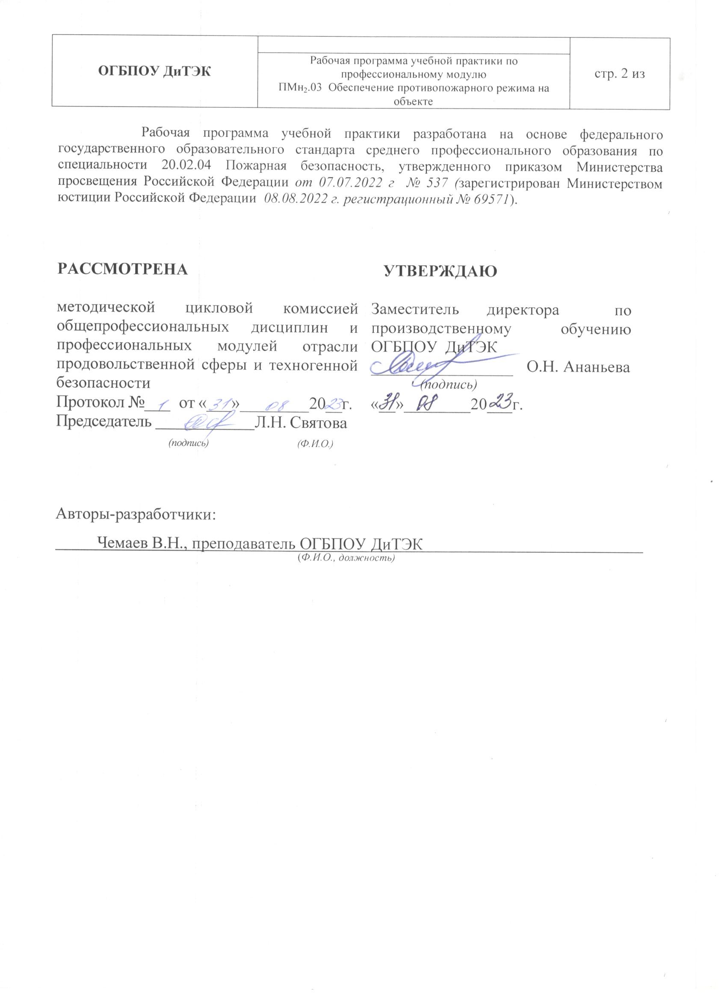 ОГБПОУ ДиТЭК
Рабочая программа учебной практики по
профессиональному модулю
ПМн₂.03 Обеспечение противопожарного режима на
объекте
стр. 2 из
Рабочая программа учебной практики разработана на основе федерального
государственного образовательного стандарта среднего профессионального образования по
специальности 20.02.04 Пожарная безопасность, утвержденного приказом Министерства
просвещения Российской Федерации от 07.07.2022 г № 537 (зарегистрирован Министерством
юстиции Российской Федерации 08.08.2022 г. регистрационный № 69571).
РАССМОТРЕНА
методической цикловой комиссией
общепрофессиональных дисциплин и
профессиональных модулей отрасли
продовольственной сферы и техногенной
безопасности
Протокол № 1 от «31» 08 2023г.
Председатель Л.Н. Святова
(подпись) (Ф.И.О.)
УТВЕРЖДАЮ
Заместитель директора по
производственному обучению
ОГБПОУ ДиТЭК
О.Н. Ананьева
(подпись)
«31» 08 2023г.
Авторы-разработчики:
Чемаев В.Н., преподаватель ОГБПОУ ДиТЭК
(Ф.И.О., должность)